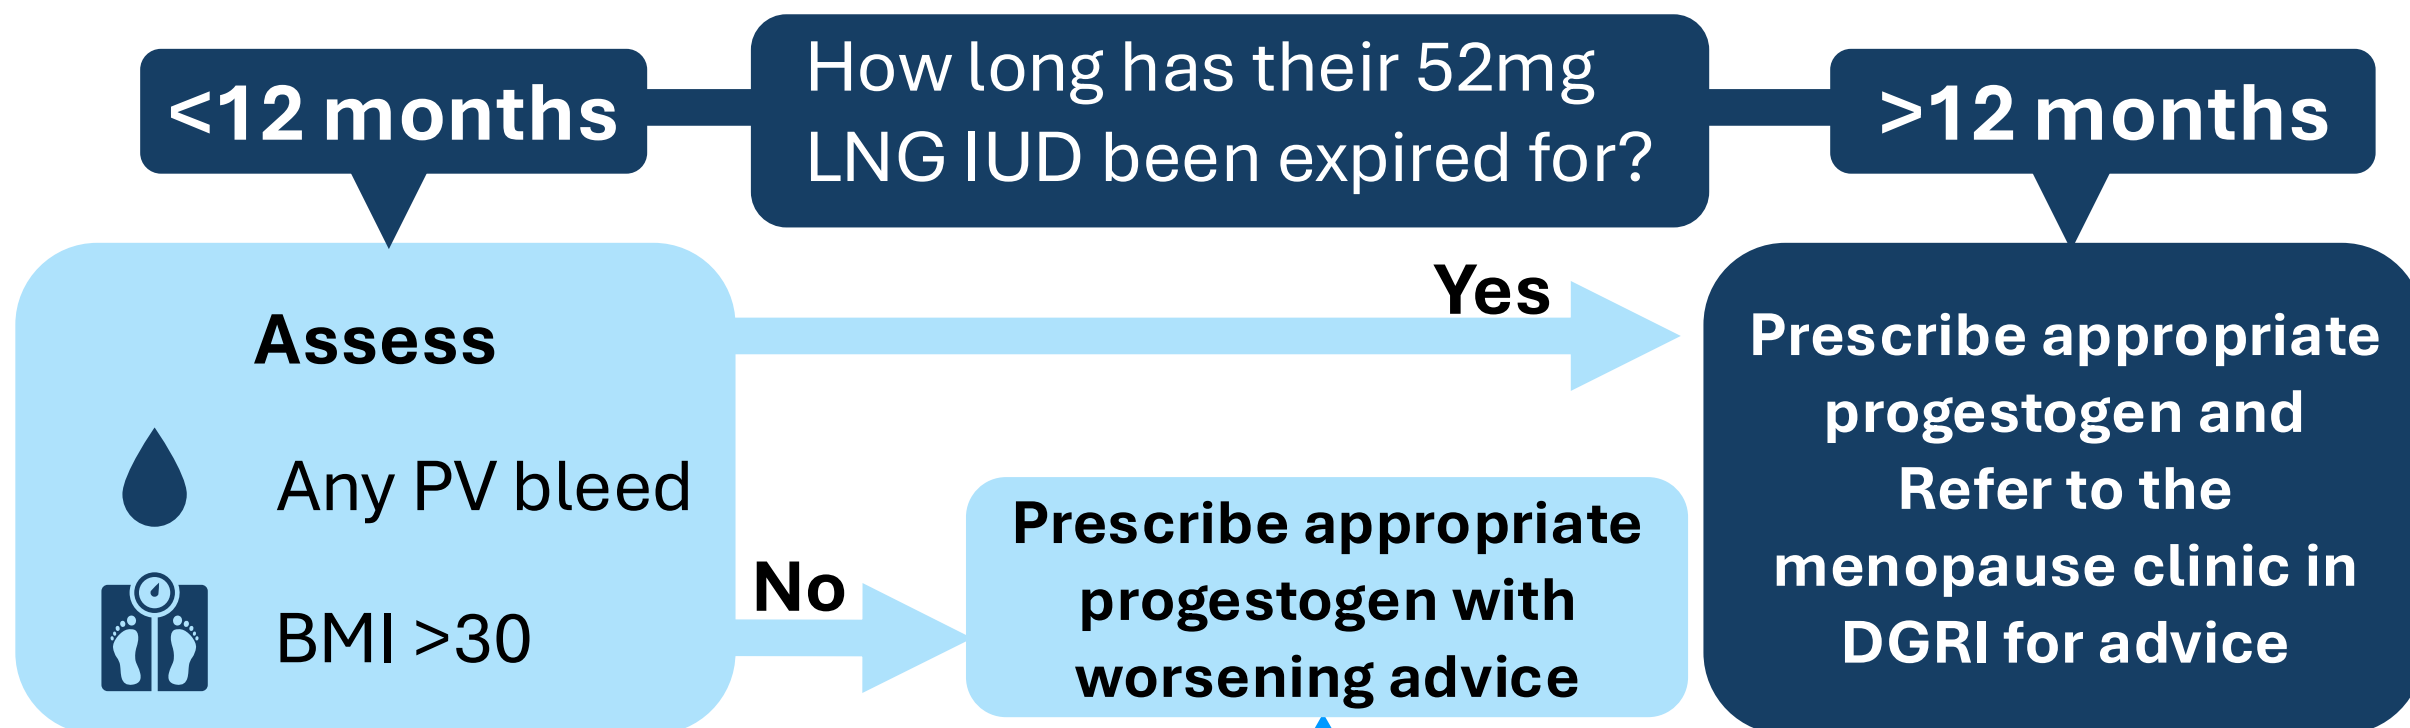 How long has their 52mg
LNG IUD been expired for?
<12 months
>12 months
Assess
Any PV bleed
BMI >30
Yes
No
Prescribe appropriate
progestogen with
worsening advice
Prescribe appropriate
progestogen and
Refer to the
menopause clinic in
DGRI for advice